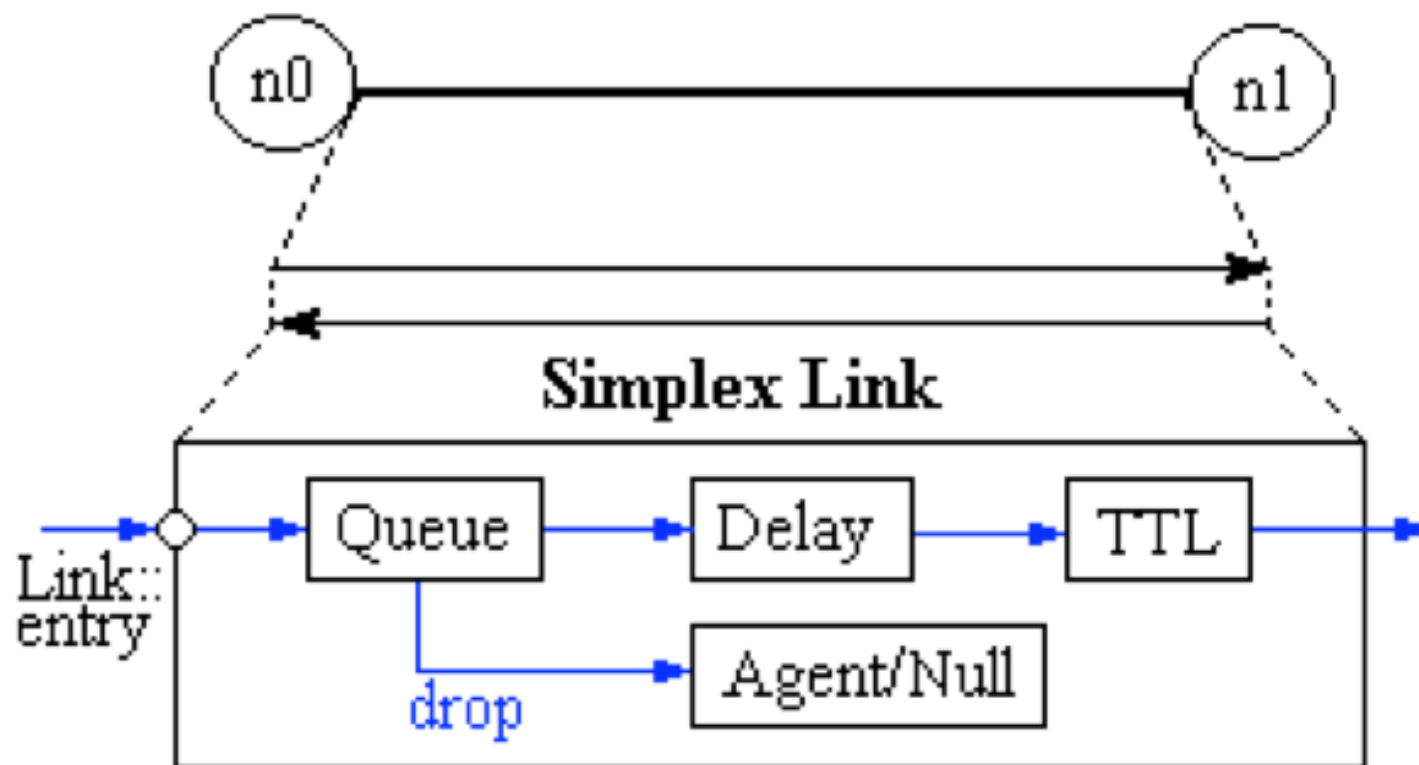 n0
n1
Simplex Link
Queue
Delay
TTL
Link::
entry
Agent/Null
drop